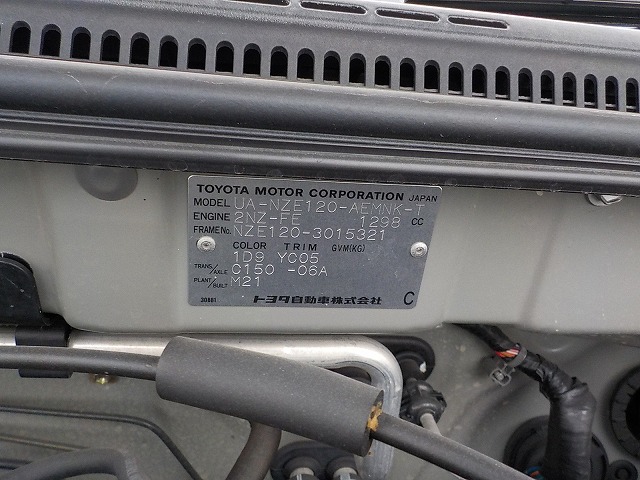 TOYOTA MOTOR CORPORATION JAPAN
MODEL UA-NZE120-AEMNK-T
ENGINE 2NZ-FE 1298 CC
FRAME No. NZE120-3015321
COLOR TRIM GVM(KG)
1D9 YC05
TRANS/AXLE C150 -06A
PLANT/BUILT M21
30881 トヨタ自動車株式会社 C